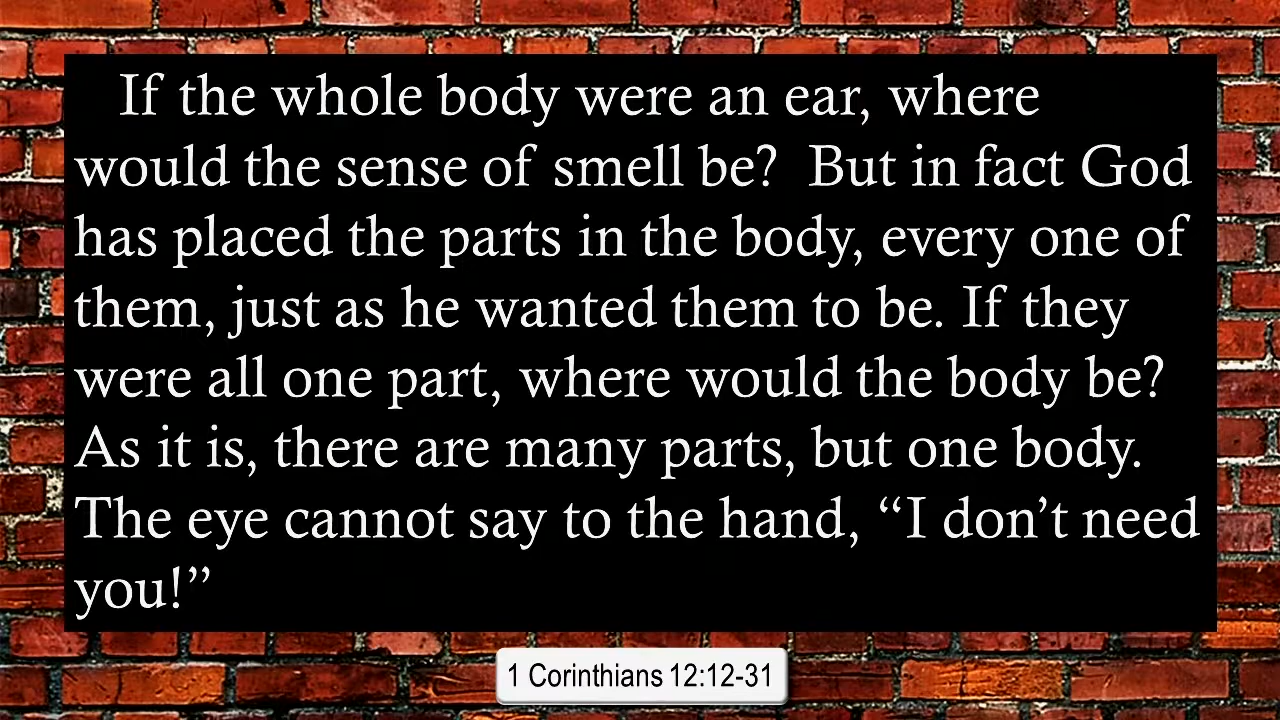 If the whole body were an ear, where
would the sense of smell be?  But in fact God
has placed the parts in the body, every one of
them, just as he wanted them to be. If they
were all one part, where would the body be?
As it is, there are many parts, but one body.
The eye cannot say to the hand, “I don’t need
you!”
1 Corinthians 12:12-31